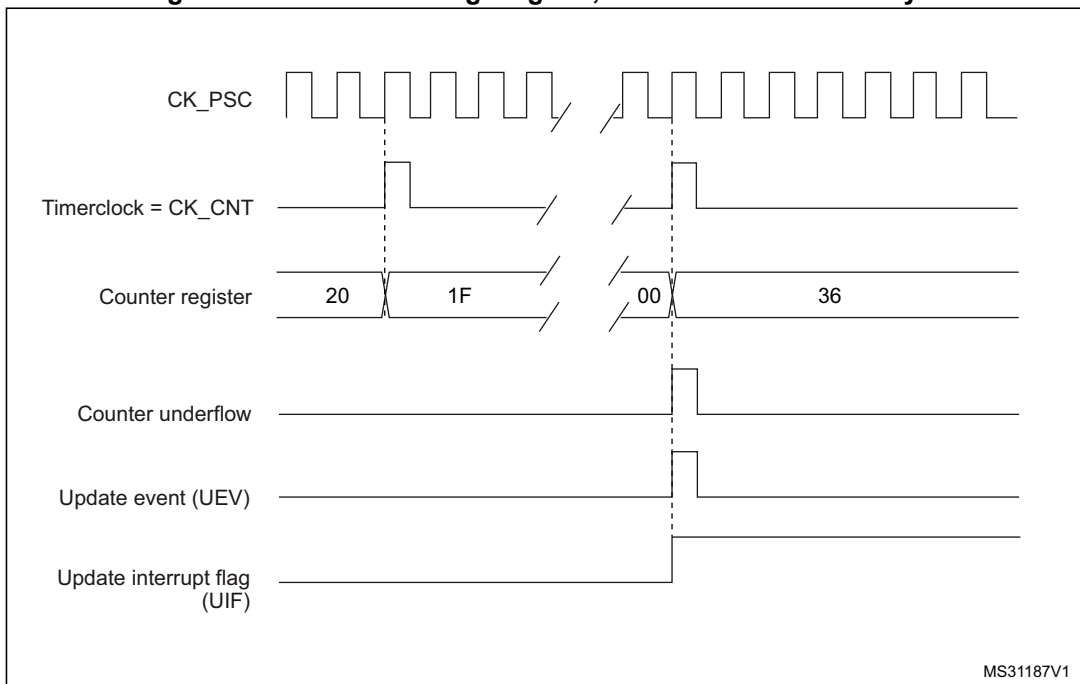 CK_PSC
Timerclock = CK_CNT
Counter register 20 1F 00 36
Counter underflow
Update event (UEV)
Update interrupt flag
(UIF)
MS31187V1